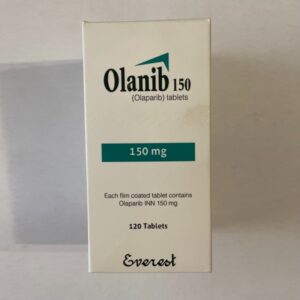 Olanib 150
(Olaparib) tablets
150 mg
Each film coated tablet contains
Olaparib INN 150 mg
120 Tablets
Everest